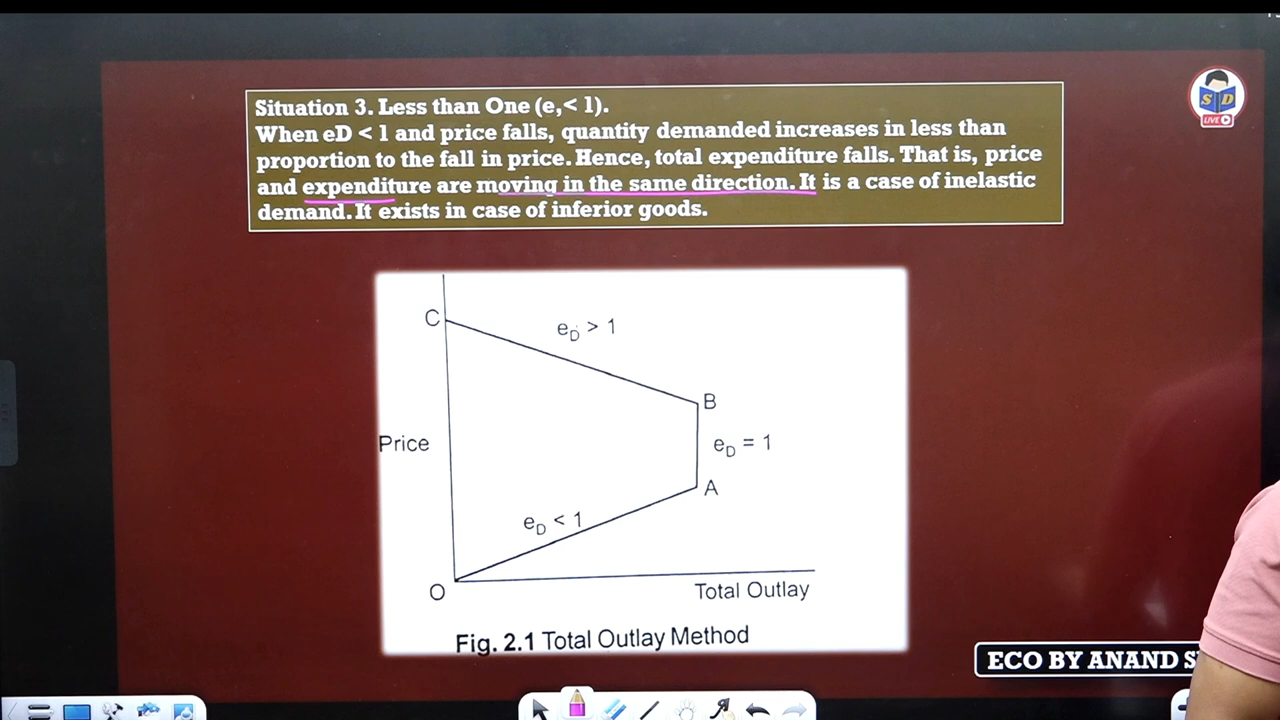 Situation 3. Less than One (e,< 1).
When eD < 1 and price falls, quantity demanded increases in less than
proportion to the fall in price. Hence, total expenditure falls. That is, price
and expenditure are moving in the same direction. It is a case of inelastic
demand. It exists in case of inferior goods.
S D
LIVE
C
eD > 1
B
Price
eD = 1
A
eD < 1
O
Total Outlay
Fig. 2.1 Total Outlay Method
ECO BY ANAND S